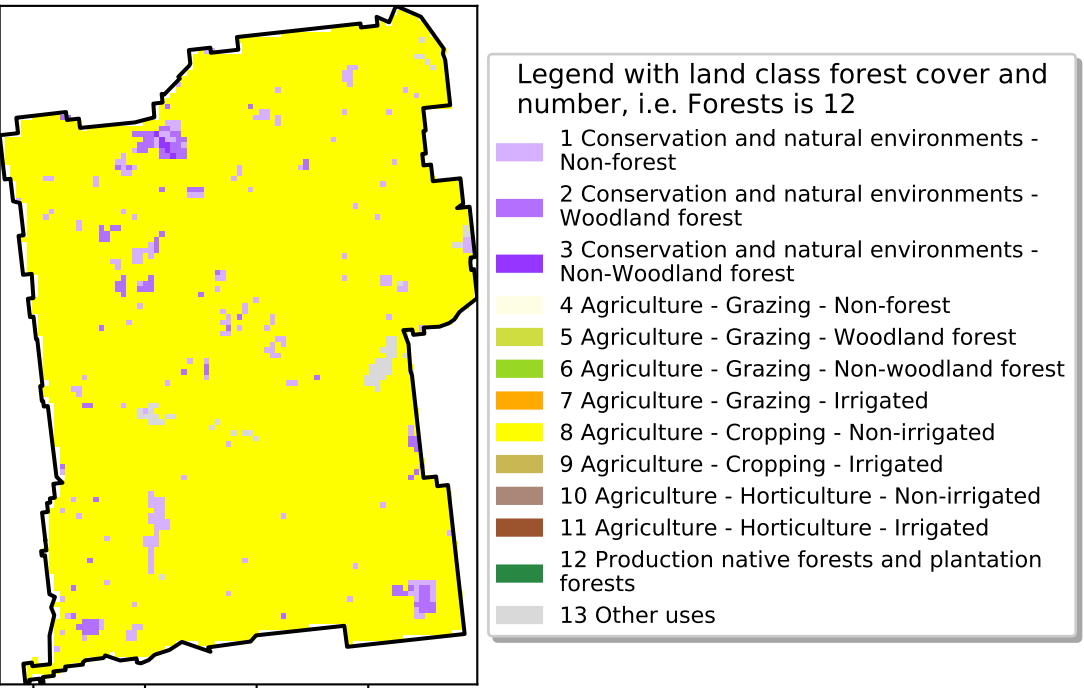 Legend with land class forest cover and
number, i.e. Forests is 12
1 Conservation and natural environments -
Non-forest
2 Conservation and natural environments -
Woodland forest
3 Conservation and natural environments -
Non-Woodland forest
4 Agriculture - Grazing - Non-forest
5 Agriculture - Grazing - Woodland forest
6 Agriculture - Grazing - Non-woodland forest
7 Agriculture - Grazing - Irrigated
8 Agriculture - Cropping - Non-irrigated
9 Agriculture - Cropping - Irrigated
10 Agriculture - Horticulture - Non-irrigated
11 Agriculture - Horticulture - Irrigated
12 Production native forests and plantation
forests
13 Other uses